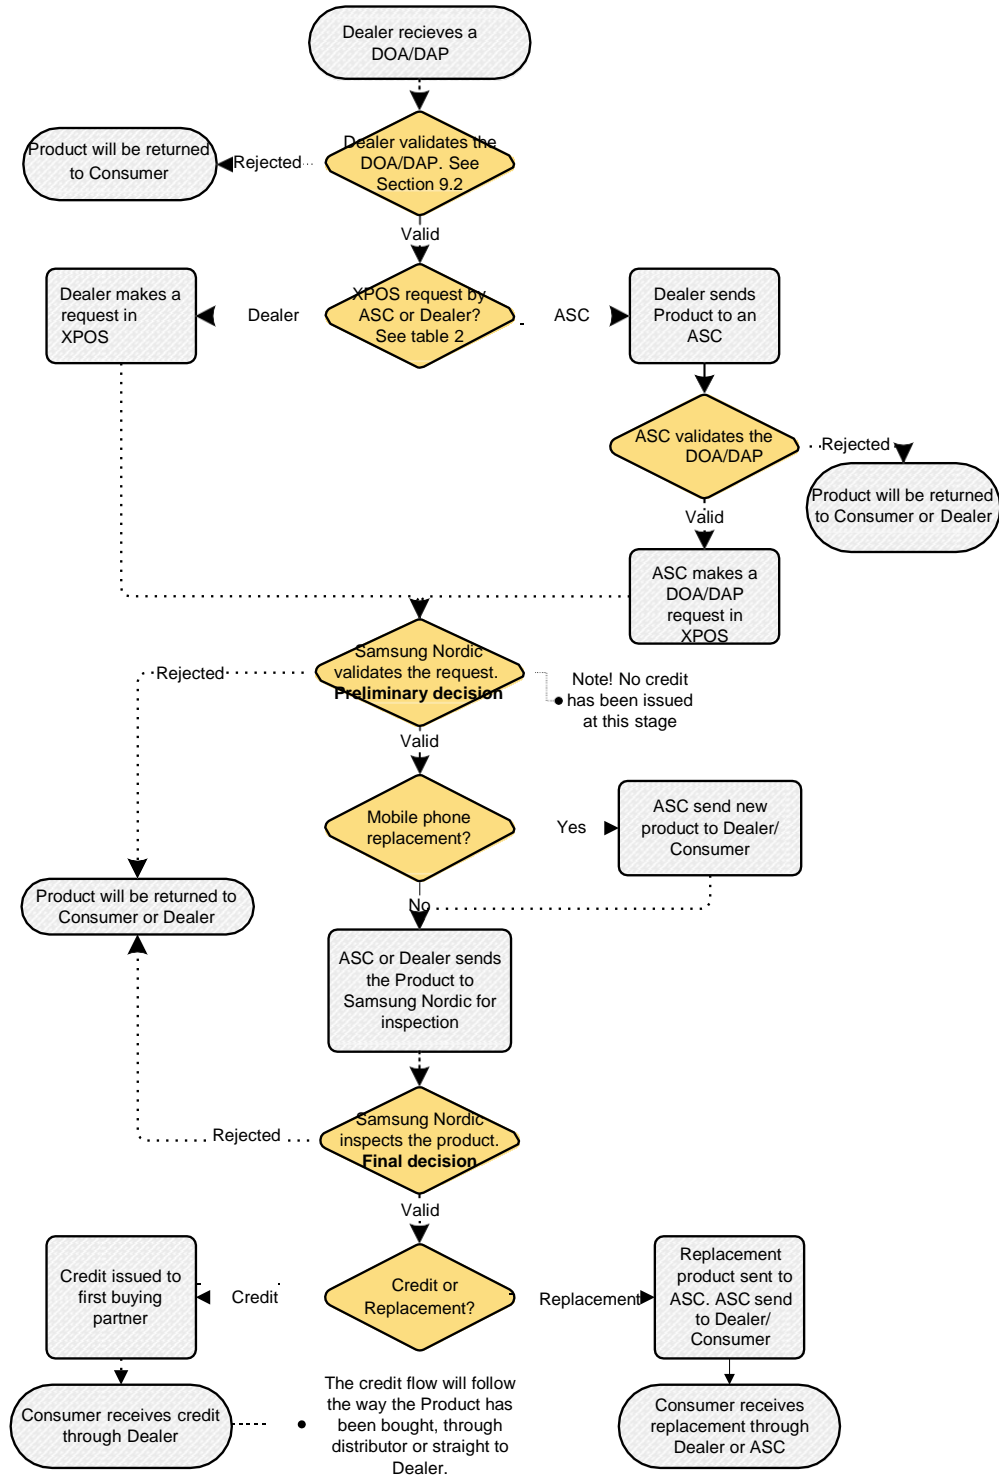 Dealer recieves a
DOA/DAP
Dealer validates the
DOA/DAP. See
Section 9.2
Rejected
Product will be returned
to Consumer
Valid
XPOS request by
ASC or Dealer?
See table 2
Dealer
Dealer makes a
request in
XPOS
ASC
Dealer sends
Product to an
ASC
ASC validates the
DOA/DAP
Rejected
Product will be returned
to Consumer or Dealer
Valid
ASC makes a
DOA/DAP
request in
XPOS
Samsung Nordic
validates the request.
Preliminary decision
Rejected
Note! No credit
has been issued
at this stage
Valid
Mobile phone
replacement?
Yes
ASC send new
product to Dealer/
Consumer
Product will be returned to
Consumer or Dealer
No
ASC or Dealer sends
the Product to
Samsung Nordic for
inspection
Samsung Nordic
inspects the product.
Final decision
Rejected
Valid
Credit or
Replacement?
Credit
Credit issued to
first buying
partner
Replacement
Replacement
product sent to
ASC. ASC send
to Dealer/
Consumer
Consumer receives credit
through Dealer
The credit flow will follow
the way the Product has
been bought, through
distributor or straight to
Dealer.
Consumer receives
replacement through
Dealer or ASC